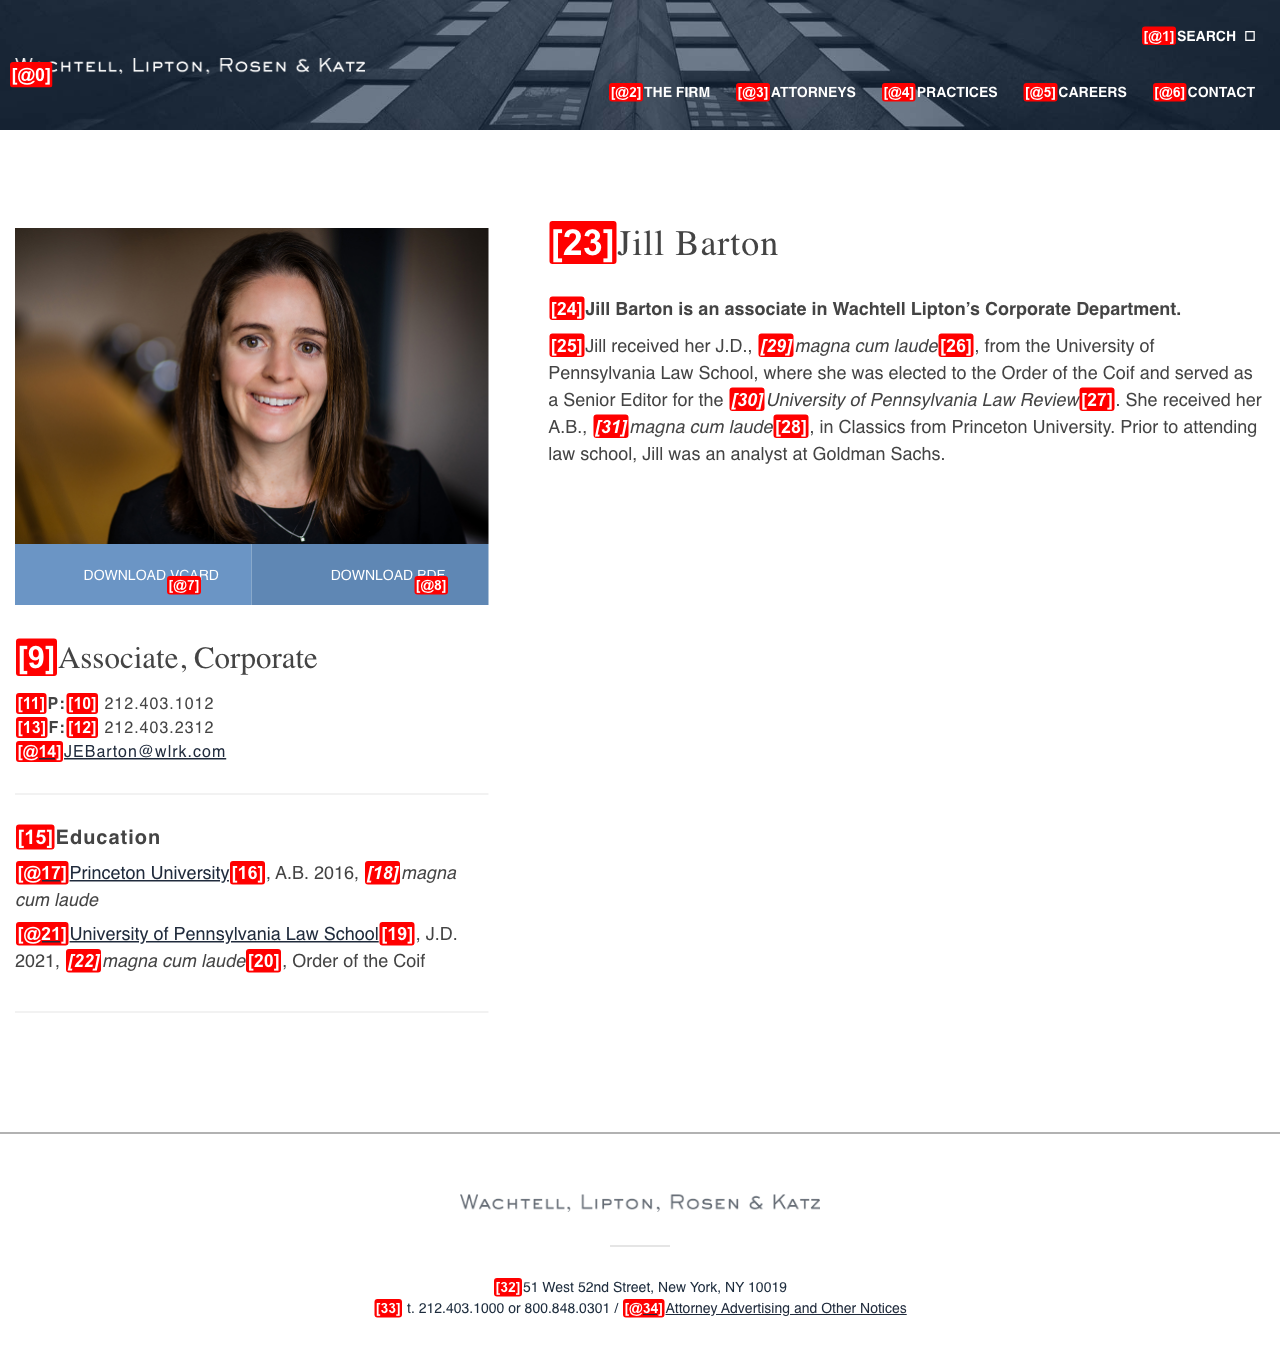 [@1] SEARCH
[@0] WACHTELL, LIPTON, ROSEN & KATZ
[@2] THE FIRM [@3] ATTORNEYS [@4] PRACTICES [@5] CAREERS [@6] CONTACT
[23] Jill Barton
[24] Jill Barton is an associate in Wachtell Lipton’s Corporate Department.
[25] Jill received her J.D., [29] magna cum laude [26], from the University of
Pennsylvania Law School, where she was elected to the Order of the Coif and served as
a Senior Editor for the [30] University of Pennsylvania Law Review [27]. She received her
A.B., [31] magna cum laude [28], in Classics from Princeton University. Prior to attending
law school, Jill was an analyst at Goldman Sachs.
DOWNLOAD VCARD [@7] DOWNLOAD PDF [@8]
[9] Associate, Corporate
[11] P: [10] 212.403.1012
[13] F: [12] 212.403.2312
[@14] JEBarton@wlrk.com
[15] Education
[@17] Princeton University [16], A.B. 2016, [18] magna
cum laude
[@21] University of Pennsylvania Law School [19], J.D.
2021, [22] magna cum laude [20], Order of the Coif
WACHTELL, LIPTON, ROSEN & KATZ
[32] 51 West 52nd Street, New York, NY 10019
[33] t. 212.403.1000 or 800.848.0301 / [@34] Attorney Advertising and Other Notices